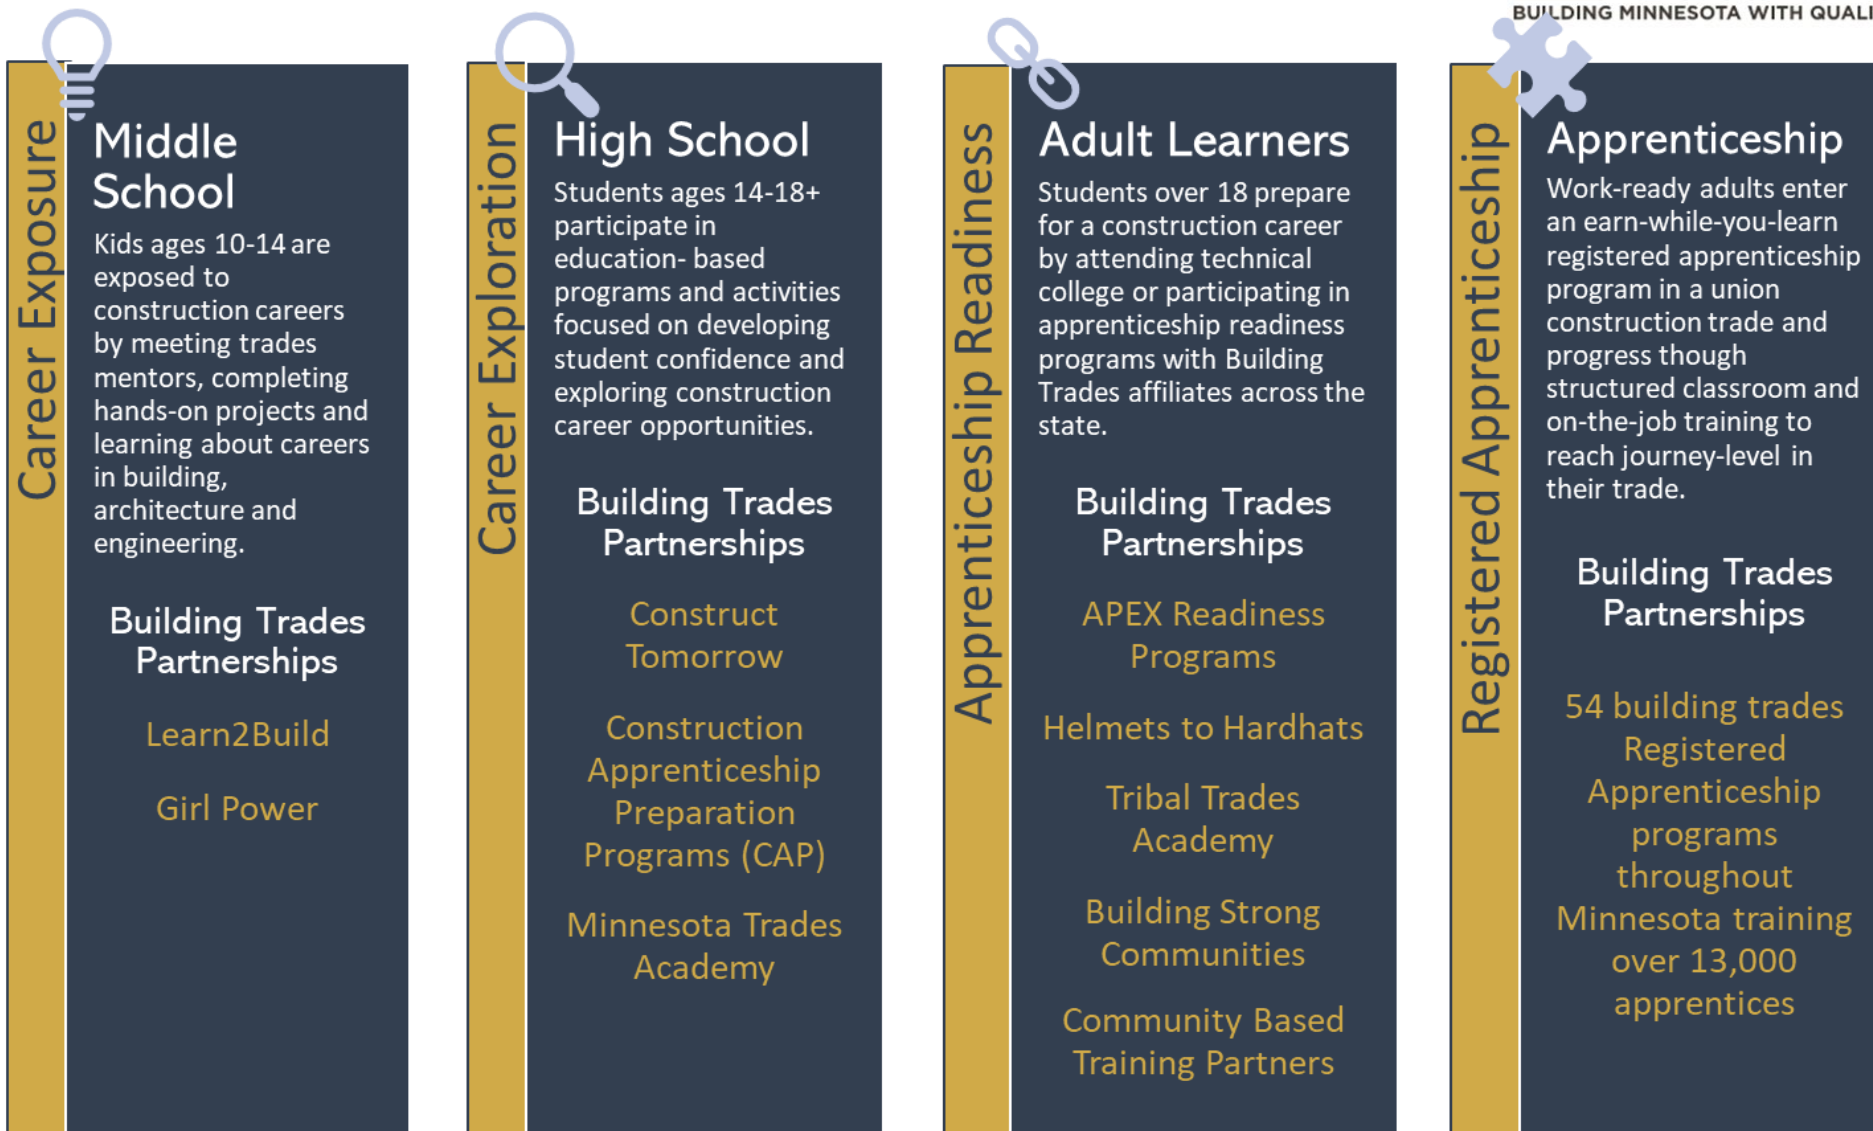 BUILDING MINNESOTA WITH QUALI
Career Exposure
Middle
School
Kids ages 10-14 are
exposed to
construction careers
by meeting trades
mentors, completing
hands-on projects and
learning about careers
in building,
architecture and
engineering.
Building Trades
Partnerships
Learn2Build
Girl Power
Career Exploration
High School
Students ages 14-18+
participate in
education- based
programs and activities
focused on developing
student confidence and
exploring construction
career opportunities.
Building Trades
Partnerships
Construct
Tomorrow
Construction
Apprenticeship
Preparation
Programs (CAP)
Minnesota Trades
Academy
Apprenticeship Readiness
Adult Learners
Students over 18 prepare
for a construction career
by attending technical
college or participating in
apprenticeship readiness
programs with Building
Trades affiliates across the
state.
Building Trades
Partnerships
APEX Readiness
Programs
Helmets to Hardhats
Tribal Trades
Academy
Building Strong
Communities
Community Based
Training Partners
Registered Apprenticeship
Apprenticeship
Work-ready adults enter
an earn-while-you-learn
registered apprenticeship
program in a union
construction trade and
progress though
structured classroom and
on-the-job training to
reach journey-level in
their trade.
Building Trades
Partnerships
54 building trades
Registered
Apprenticeship
programs
throughout
Minnesota training
over 13,000
apprentices